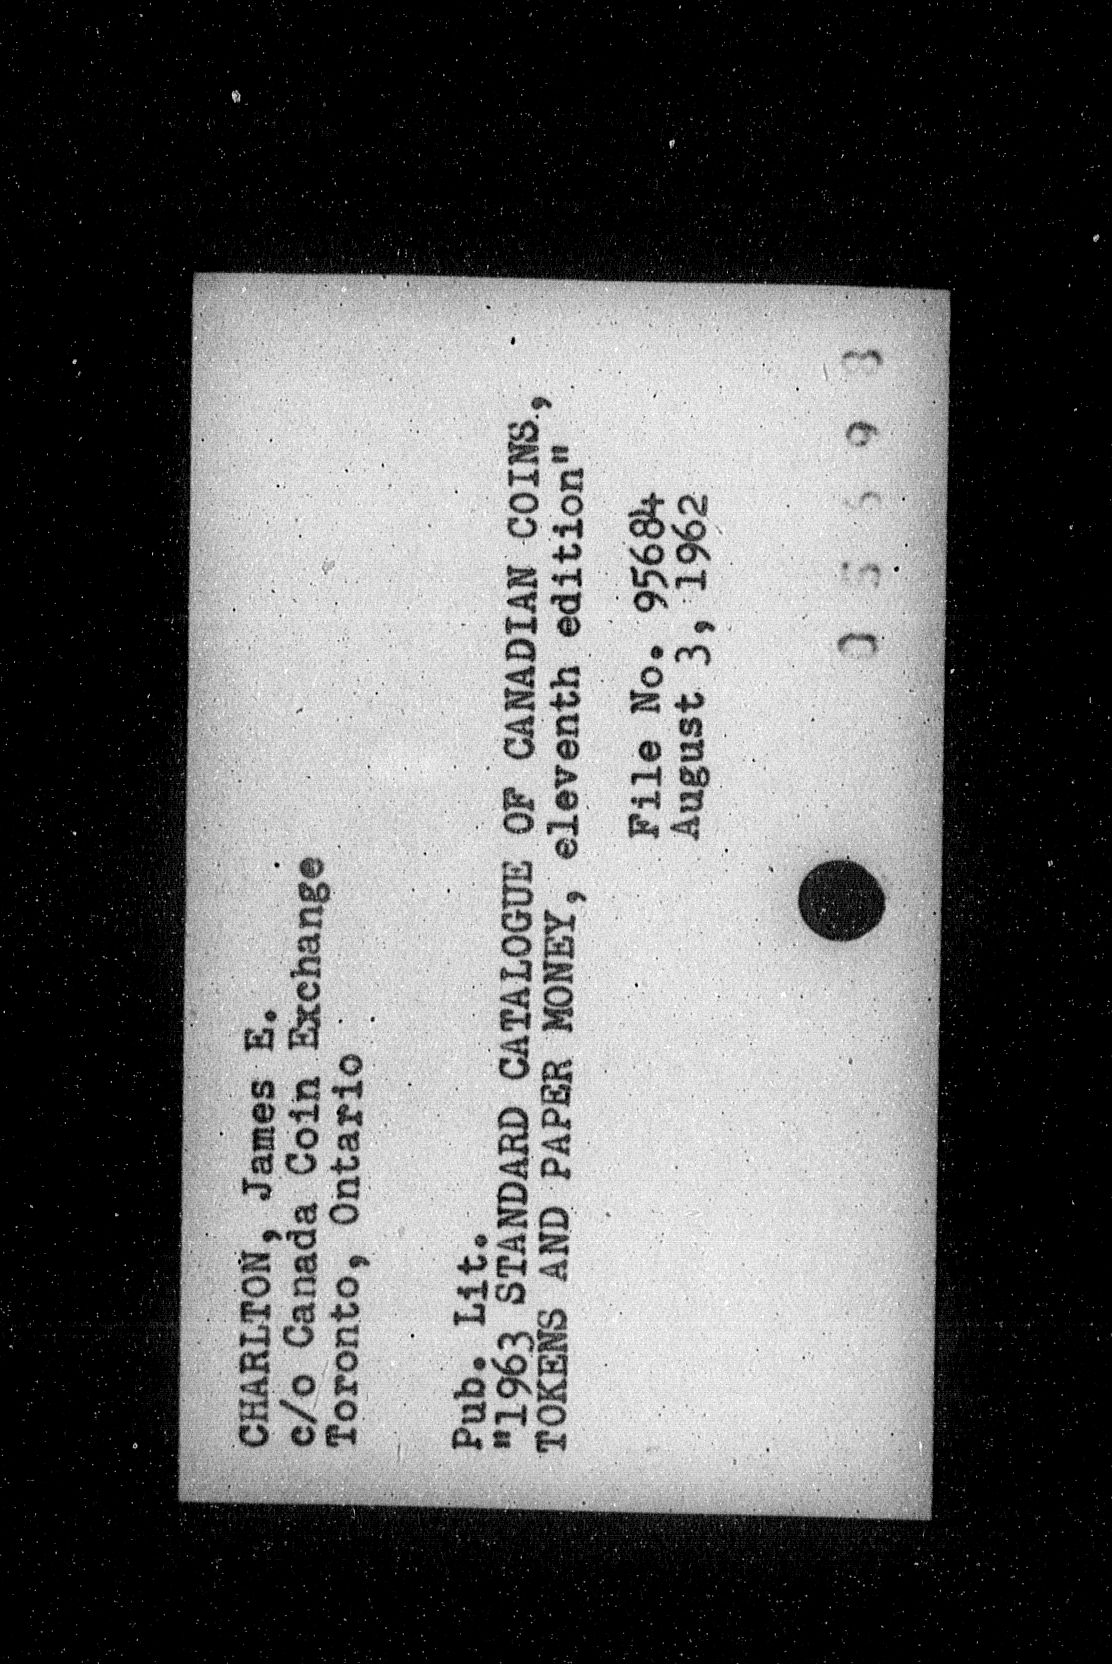 CHARLTON, James E.
c/o Canada Coin Exchange
Toronto, Ontario
Pub. Lit.
"1963 STANDARD CATALOGUE OF CANADIAN COINS,
TOKENS AND PAPER MONEY, eleventh edition"
File No. 95684
August 3, 1962